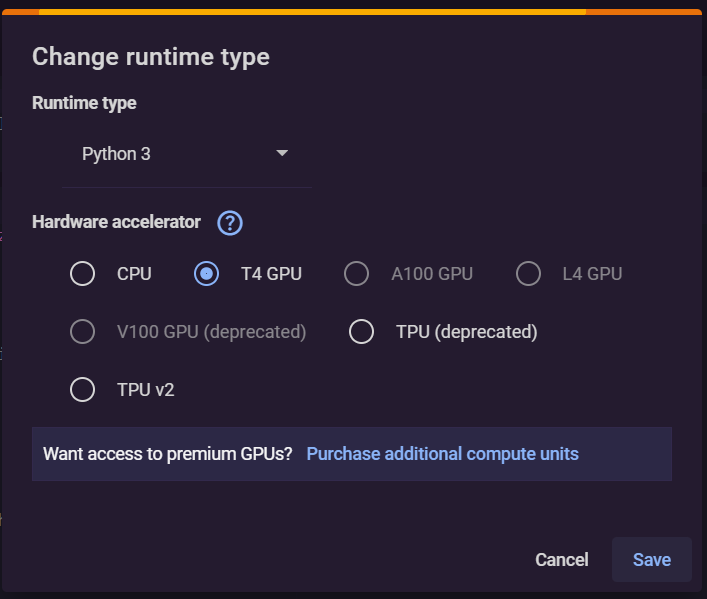 Change runtime type
Runtime type
Python 3
Hardware accelerator ?
CPU T4 GPU A100 GPU L4 GPU
V100 GPU (deprecated) TPU (deprecated)
TPU v2
Want access to premium GPUs? Purchase additional compute units
Cancel Save